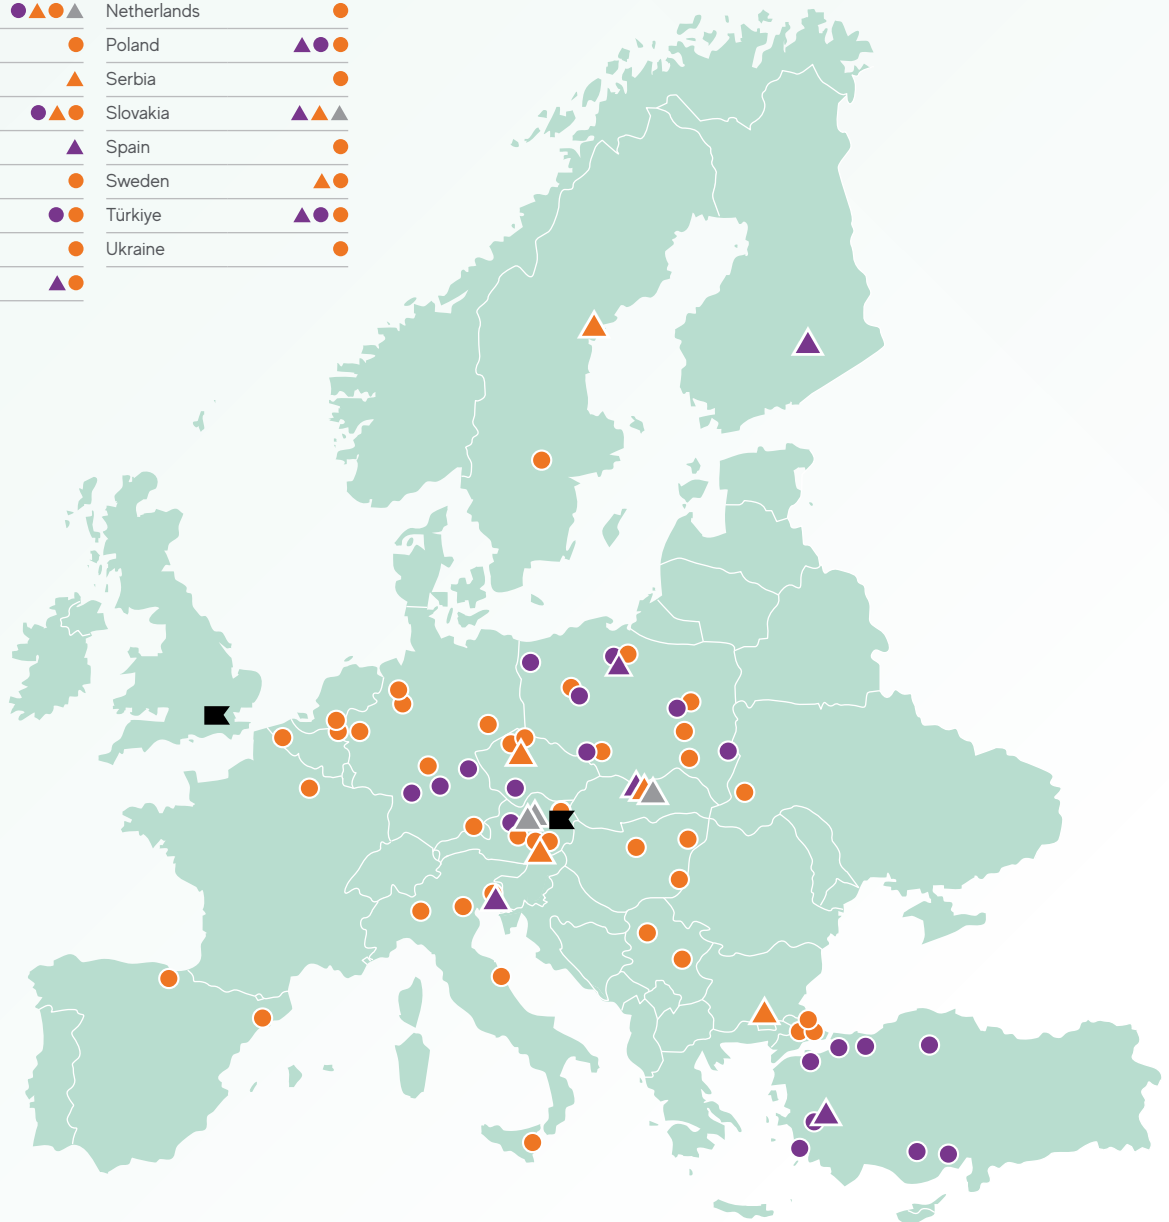 Netherlands
Poland
Serbia
Slovakia
Spain
Sweden
Türkiye
Ukraine